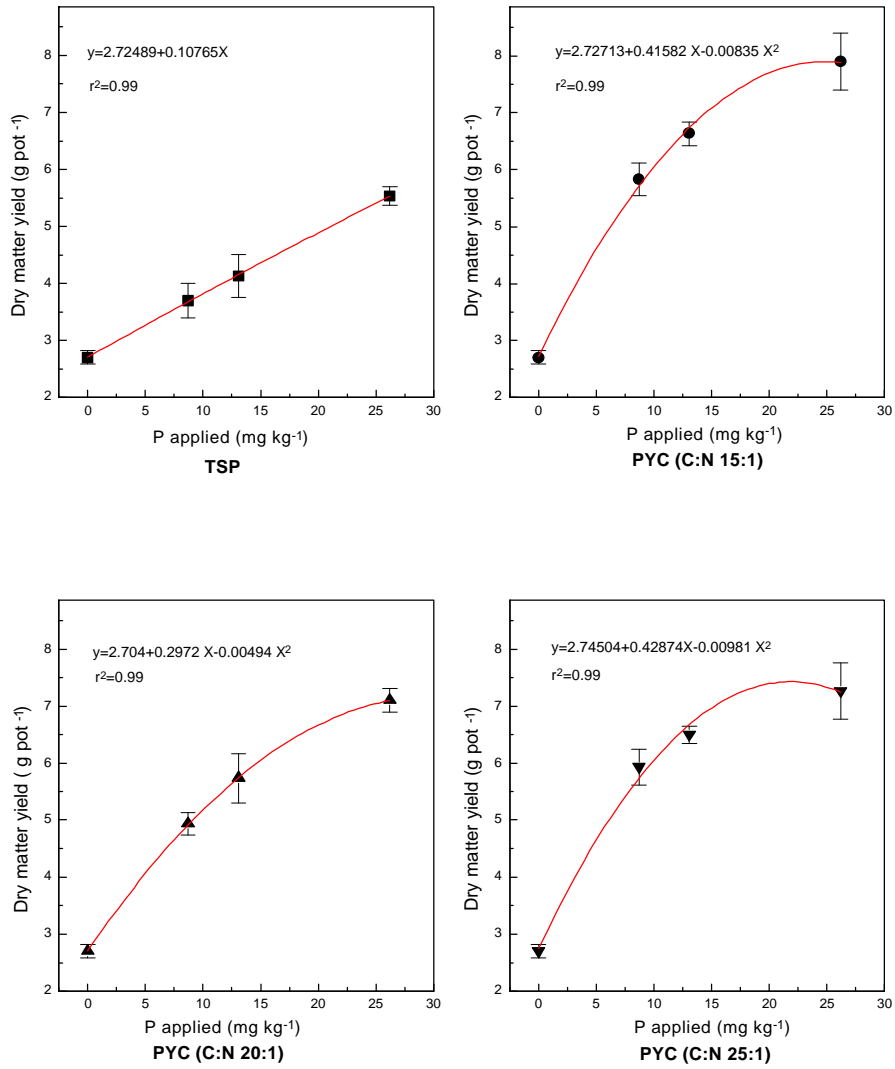 y=2.72489+0.10765X
r²=0.99
8
7
6
5
4
3
2
Dry matter yield (g pot -1)
0 5 10 15 20 25 30
P applied (mg kg-1)
TSP
y=2.72713+0.41582 X-0.00835 X²
r²=0.99
8
7
6
5
4
3
2
Dry matter yield (g pot -1)
0 5 10 15 20 25 30
P applied (mg kg-1)
PYC (C:N 15:1)
y=2.704+0.2972 X-0.00494 X²
r²=0.99
8
7
6
5
4
3
2
Dry matter yield ( g pot -1)
0 5 10 15 20 25 30
P applied (mg kg-1)
PYC (C:N 20:1)
y=2.74504+0.42874X-0.00981 X²
r²=0.99
8
7
6
5
4
3
2
Dry matter yield (g pot -1)
0 5 10 15 20 25 30
P applied (mg kg-1)
PYC (C:N 25:1)